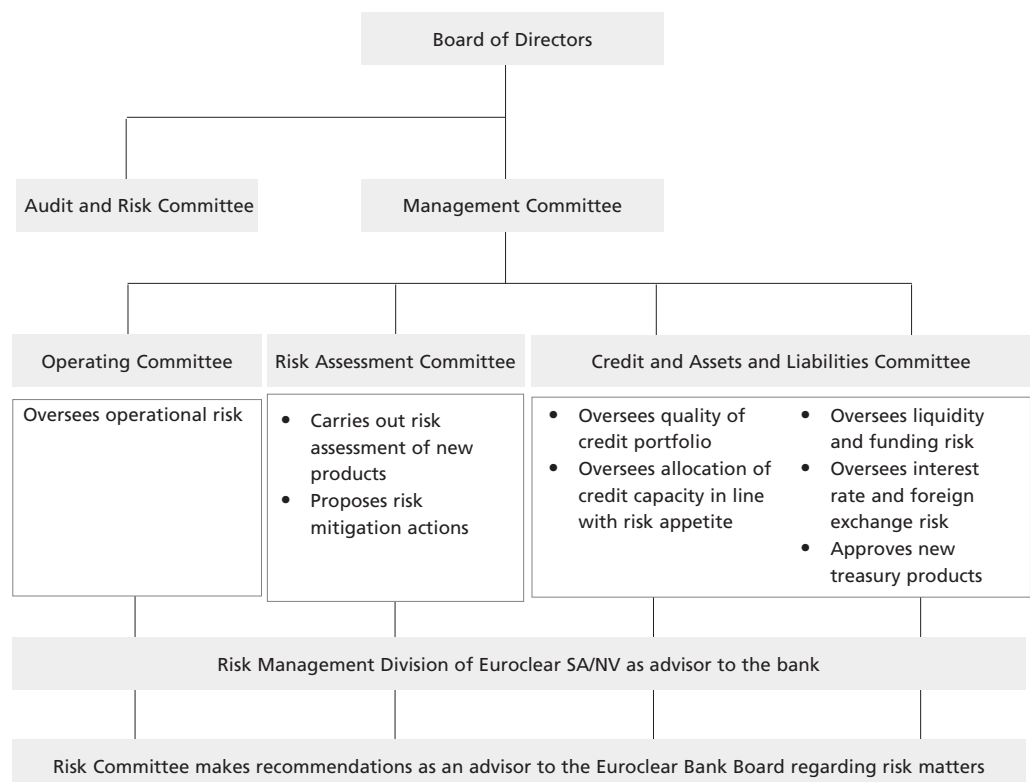 Board of Directors
Audit and Risk Committee
Management Committee
Operating Committee
Risk Assessment Committee
Credit and Assets and Liabilities Committee
Oversees operational risk
• Carries out risk
assessment of new
products
• Proposes risk
mitigation actions
• Oversees quality of
credit portfolio
• Oversees allocation of
credit capacity in line
with risk appetite
• Oversees liquidity
and funding risk
• Oversees interest
rate and foreign
exchange risk
• Approves new
treasury products
Risk Management Division of Euroclear SA/NV as advisor to the bank
Risk Committee makes recommendations as an advisor to the Euroclear Bank Board regarding risk matters